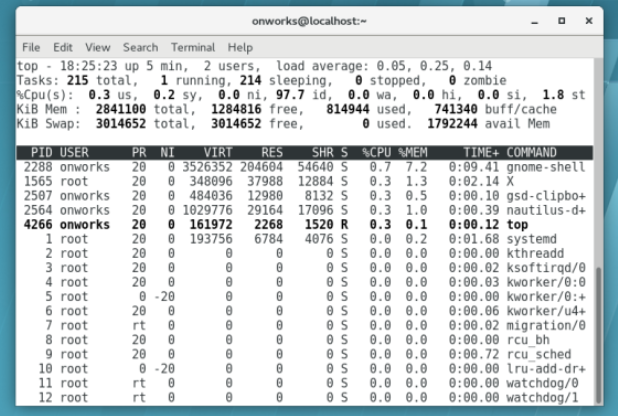 onworks@localhost:~
File Edit View Search Terminal Help
top - 18:25:23 up 5 min, 2 users, load average: 0.05, 0.25, 0.14
Tasks: 215 total, 1 running, 214 sleeping, 0 stopped, 0 zombie
%Cpu(s): 0.3 us, 0.2 sy, 0.0 ni, 97.7 id, 0.0 wa, 0.0 hi, 0.0 si, 1.8 st
KiB Mem : 2841100 total, 1284816 free, 814944 used, 741340 buff/cache
KiB Swap: 3014652 total, 3014652 free, 0 used. 1792244 avail Mem
PID USER PR NI VIRT RES SHR S %CPU %MEM TIME+ COMMAND
2288 onworks 20 0 3526352 204604 54640 S 0.7 7.2 0:09.41 gnome-shell
1565 root 20 0 348096 37988 12884 S 0.3 1.3 0:02.14 X
2507 onworks 20 0 484036 12980 8132 S 0.3 0.5 0:00.10 gsd-clipbo+
2564 onworks 20 0 1029776 29164 17096 S 0.3 1.0 0:00.39 nautilus-d+
4266 onworks 20 0 161972 2268 1520 R 0.3 0.1 0:00.12 top
1 root 20 0 193756 6784 4076 S 0.0 0.2 0:01.68 systemd
2 root 20 0 0 0 0 S 0.0 0.0 0:00.00 kthreadd
3 root 20 0 0 0 0 S 0.0 0.0 0:00.02 ksoftirqd/0
4 root 20 0 0 0 0 S 0.0 0.0 0:00.03 kworker/0:0
5 root 0 -20 0 0 0 S 0.0 0.0 0:00.00 kworker/0:+
6 root 20 0 0 0 0 S 0.0 0.0 0:00.06 kworker/u4+
7 root rt 0 0 0 0 S 0.0 0.0 0:00.02 migration/0
8 root 20 0 0 0 0 S 0.0 0.0 0:00.00 rcu_bh
9 root 20 0 0 0 0 S 0.0 0.0 0:00.72 rcu_sched
10 root 0 -20 0 0 0 S 0.0 0.0 0:00.00 lru-add-dr+
11 root rt 0 0 0 0 S 0.0 0.0 0:00.00 watchdog/0
12 root rt 0 0 0 0 S 0.0 0.0 0:00.00 watchdog/1